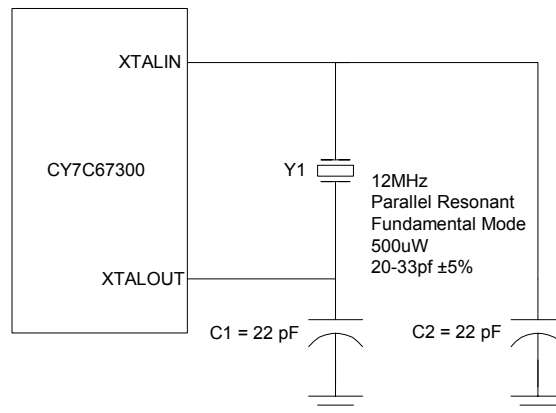 XTALIN
CY7C67300
Y1
12MHz
Parallel Resonant
Fundamental Mode
500uW
20-33pf ±5%
XTALOUT
C1 = 22 pF
C2 = 22 pF